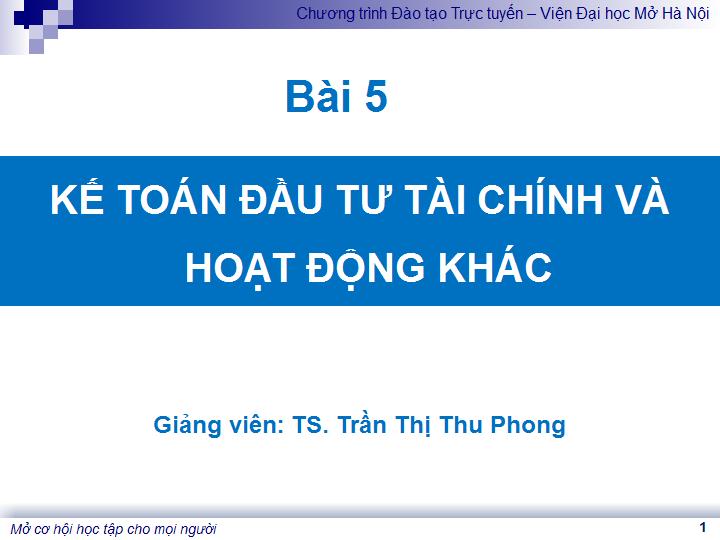 Chương trình Đào tạo Trực tuyến – Viện Đại học Mở Hà Nội
Bài 5
KẾ TOÁN ĐẦU TƯ TÀI CHÍNH VÀ
HOẠT ĐỘNG KHÁC
Giảng viên: TS. Trần Thị Thu Phong
Mở cơ hội học tập cho mọi người
1